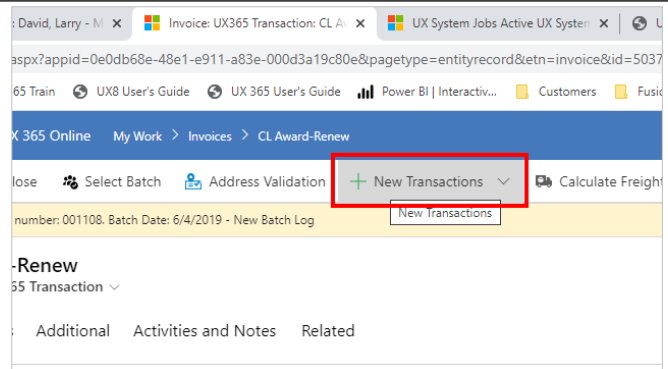 : David, Larry - M Invoice: UX365 Transaction: CL A UX System Jobs Active UX System U
aspx?appid=0e0db68e-48e1-e911-a83e-000d3a19c80e&pagetype=entityrecord&etn=invoice&id=5037
65 Train UX8 User's Guide UX 365 User's Guide Power BI | Interactiv... Customers Fusio
X 365 Online My Work > Invoices > CL Award-Renew
lose Select Batch Address Validation + New Transactions Calculate Freight
number: 001108. Batch Date: 6/4/2019 - New Batch Log New Transactions
-Renew
65 Transaction
Additional Activities and Notes Related